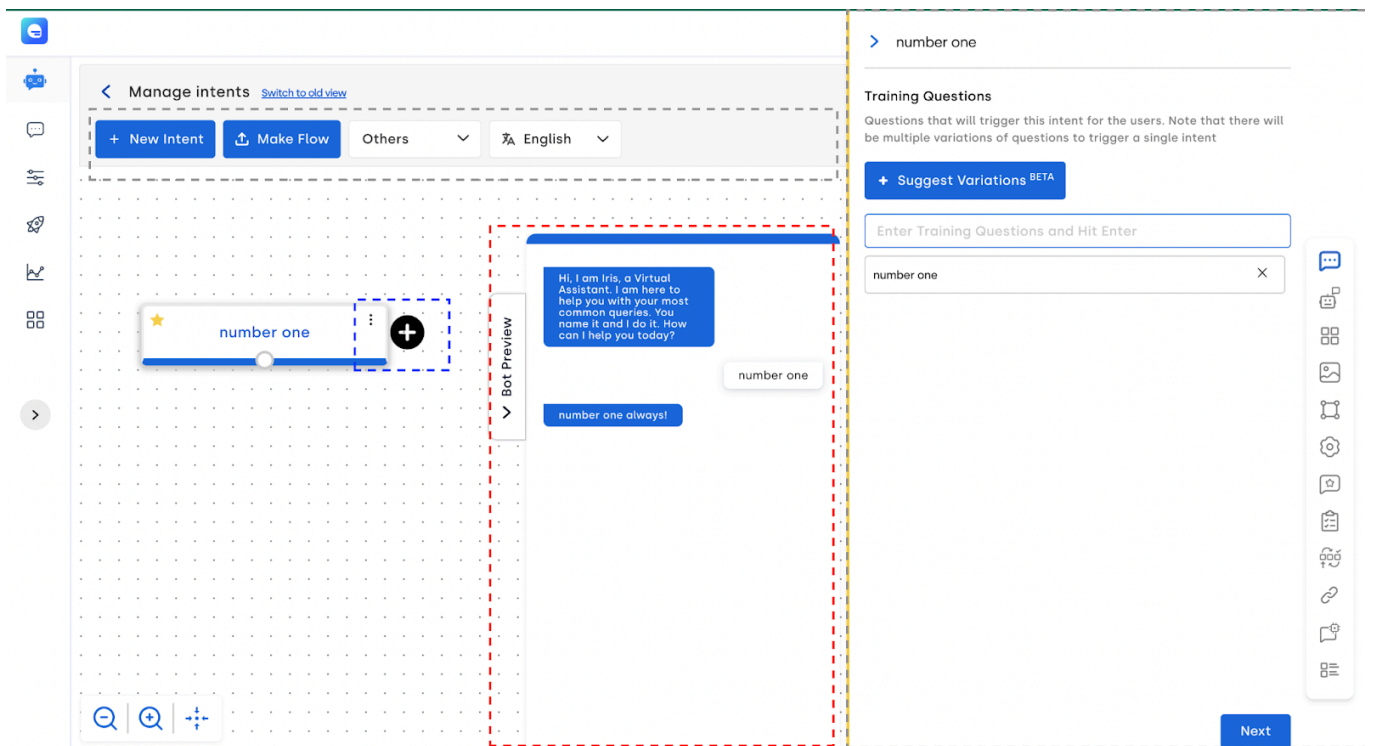 Manage intents Switch to old view
New Intent
Make Flow
Others
English
number one
Bot Preview
Hi, I am Iris, a Virtual
Assistant. I am here to
help you with your most
common queries. You
name it and I do it. How
can I help you today?
number one
number one always!
number one
Training Questions
Questions that will trigger this intent for the users. Note that there will
be multiple variations of questions to trigger a single intent
+ Suggest Variations BETA
Enter Training Questions and Hit Enter
number one
Next